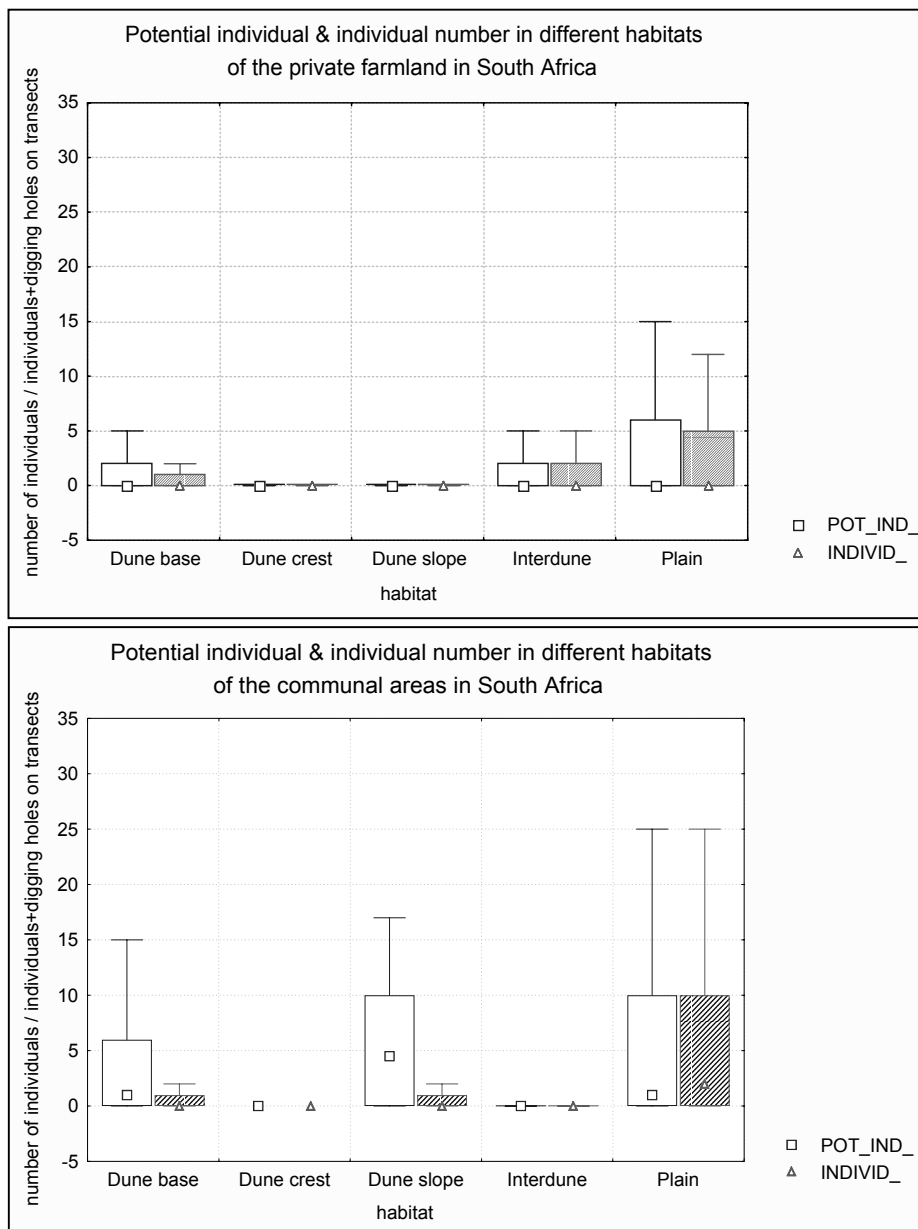 Potential individual & individual number in different habitats
of the private farmland in South Africa
number of individuals / individuals+digging holes on transects
35
30
25
20
15
10
5
0
-5
Dune base Dune crest Dune slope Interdune Plain
habitat
POT_IND_
INDIVID_
Potential individual & individual number in different habitats
of the communal areas in South Africa
number of individuals / individuals+digging holes on transects
35
30
25
20
15
10
5
0
-5
Dune base Dune crest Dune slope Interdune Plain
habitat
POT_IND_
INDIVID_